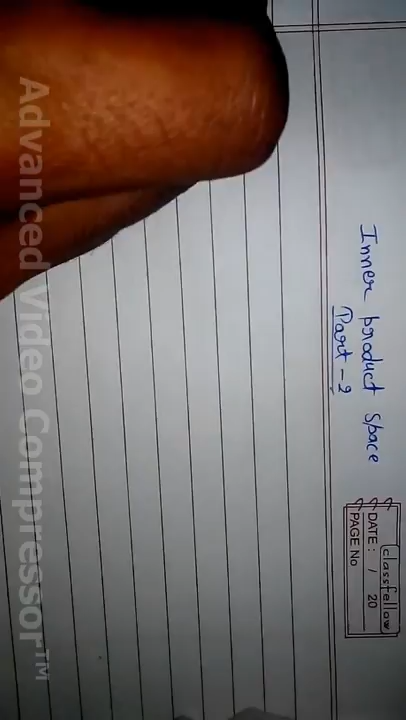 Inner product space
Part-2
classfellow
DATE: / 20
PAGE No
Advanced Video Compressor™